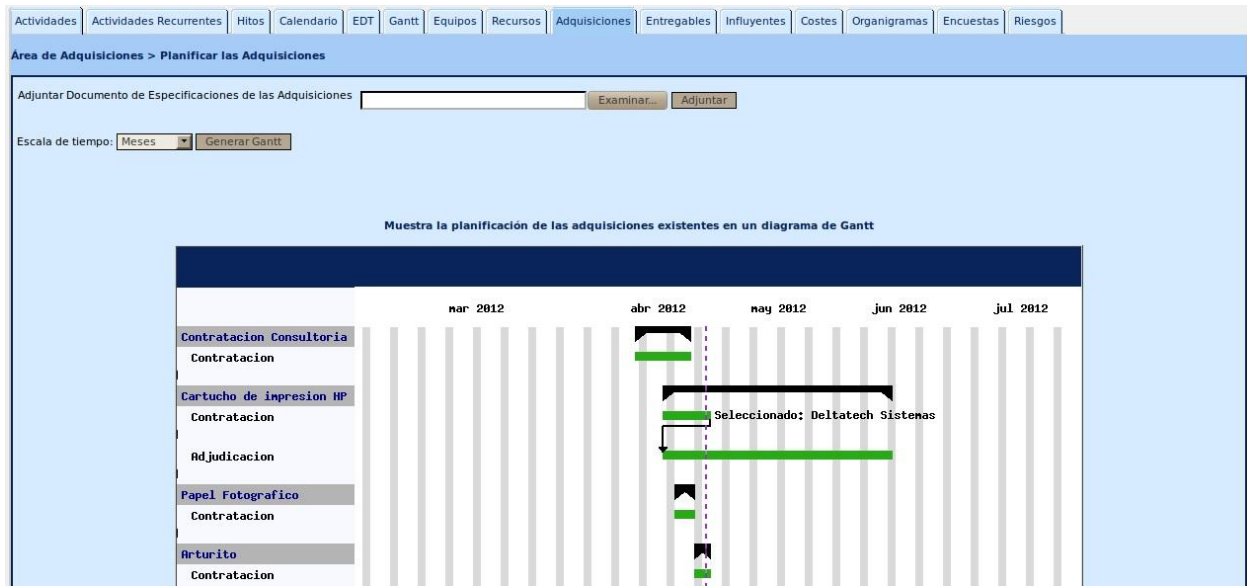 Actividades Actividades Recurrentes Hitos Calendario EDT Gantt Equipos Recursos Adquisiciones Entregables Influyentes Costes Organigramas Encuestas Riesgos
Área de Adquisiciones > Planificar las Adquisiciones
Adjuntar Documento de Especificaciones de las Adquisiciones Examinar... Adjuntar
Escala de tiempo: Meses Generar Gantt
Muestra la planificación de las adquisiciones existentes en un diagrama de Gantt
mar 2012 abr 2012 may 2012 jun 2012 jul 2012
Contratacion Consultoria
Contratacion
Cartucho de impresion HP
Contratacion Seleccionado: Deltatech Sistemas
Adjudicacion
Papel Fotografico
Contratacion
Arturito
Contratacion